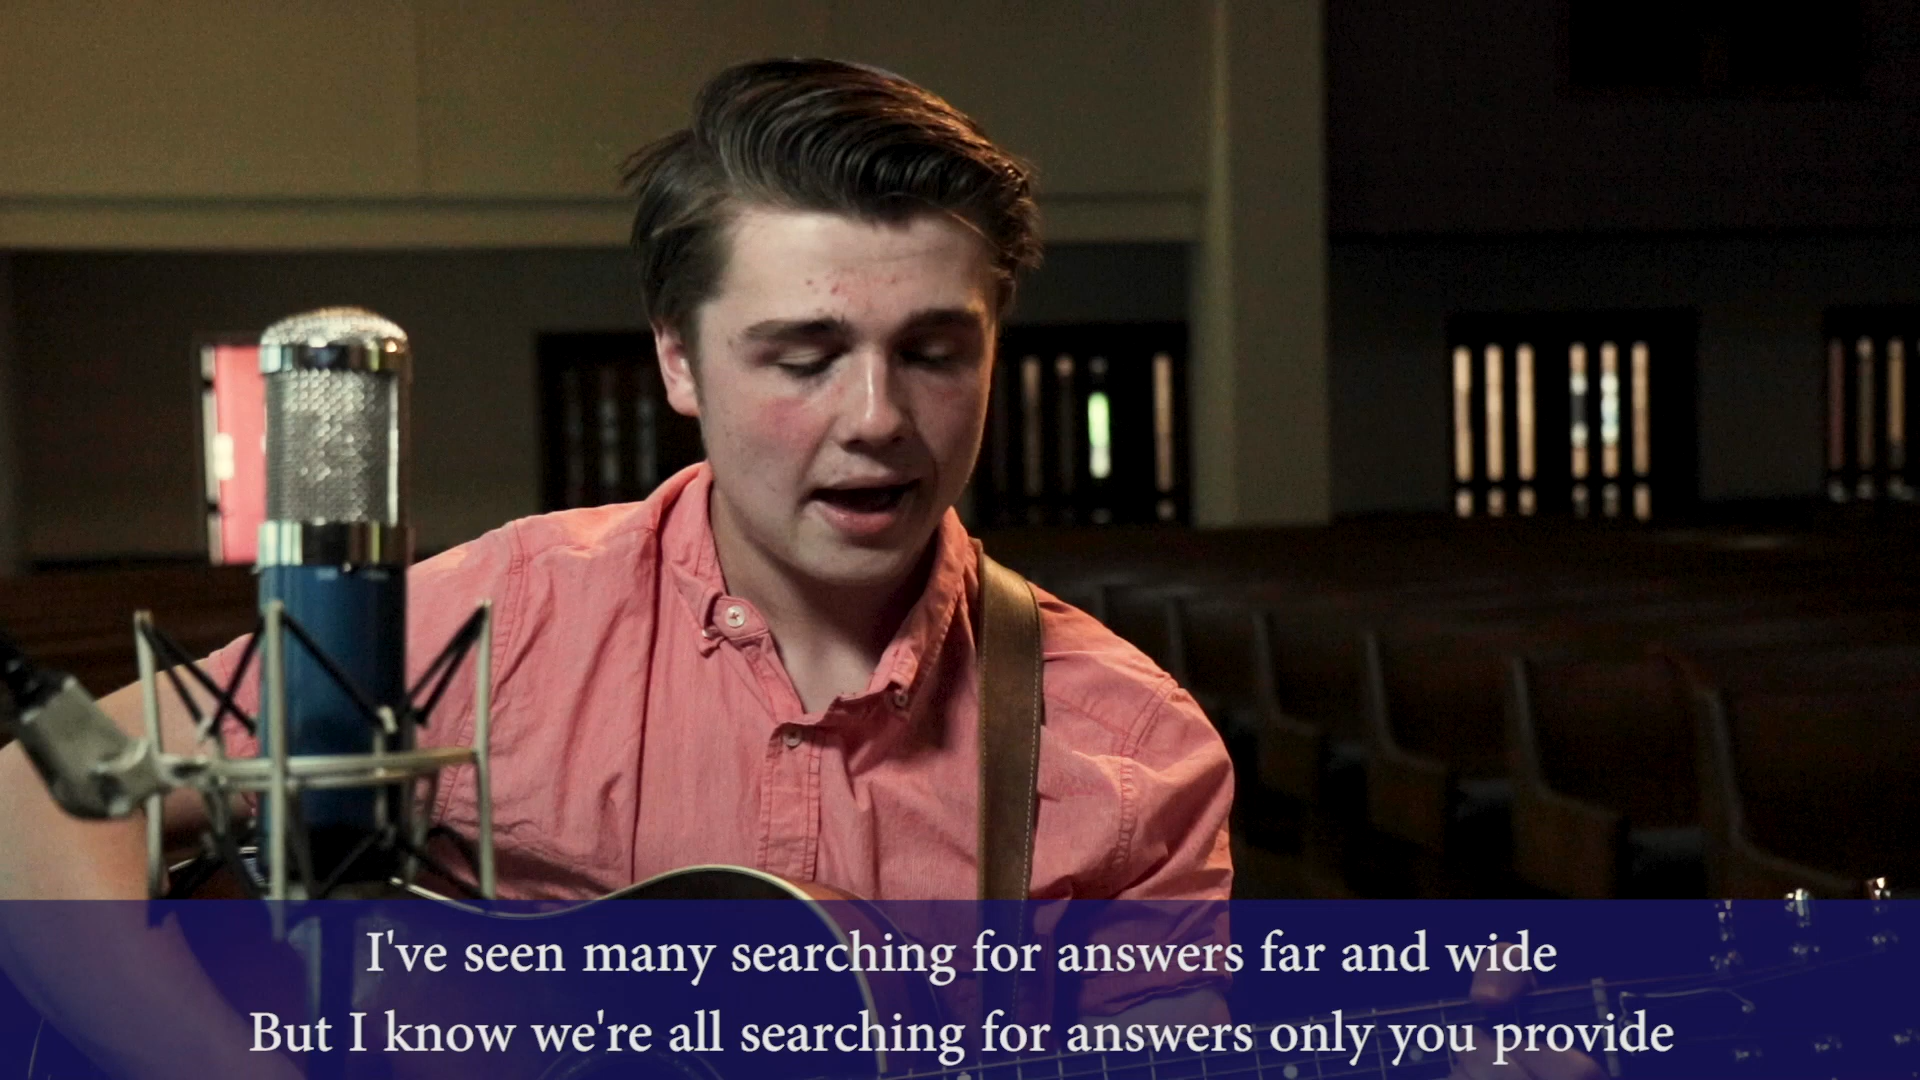 I've seen many searching for answers far and wide
But I know we're all searching for answers only you provide